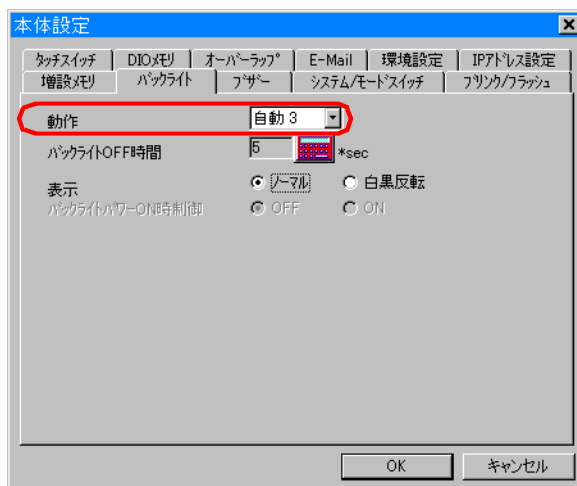 本体設定
ﾀｯﾁｽｲｯﾁ DIOﾒﾓﾘ ｵｰﾊﾞｰﾗｯﾌﾟ E-Mail 環境設定 IPｱﾄﾞﾚｽ設定
増設ﾒﾓﾘ ﾊﾞｯｸﾗｲﾄ ﾌﾞｻﾞｰ ｼｽﾃﾑ/ﾓｰﾄﾞｽｲｯﾁ ﾌﾞﾘﾝｸ/ﾌﾗｯｼｭ
動作 自動 3
ﾊﾞｯｸﾗｲﾄOFF時間 5 *sec
表示 ﾉｰﾏﾙ 白黒反転
ﾊﾞｯｸﾗｲﾄﾊﾟﾜｰON時制御 OFF ON
OK キャンセル